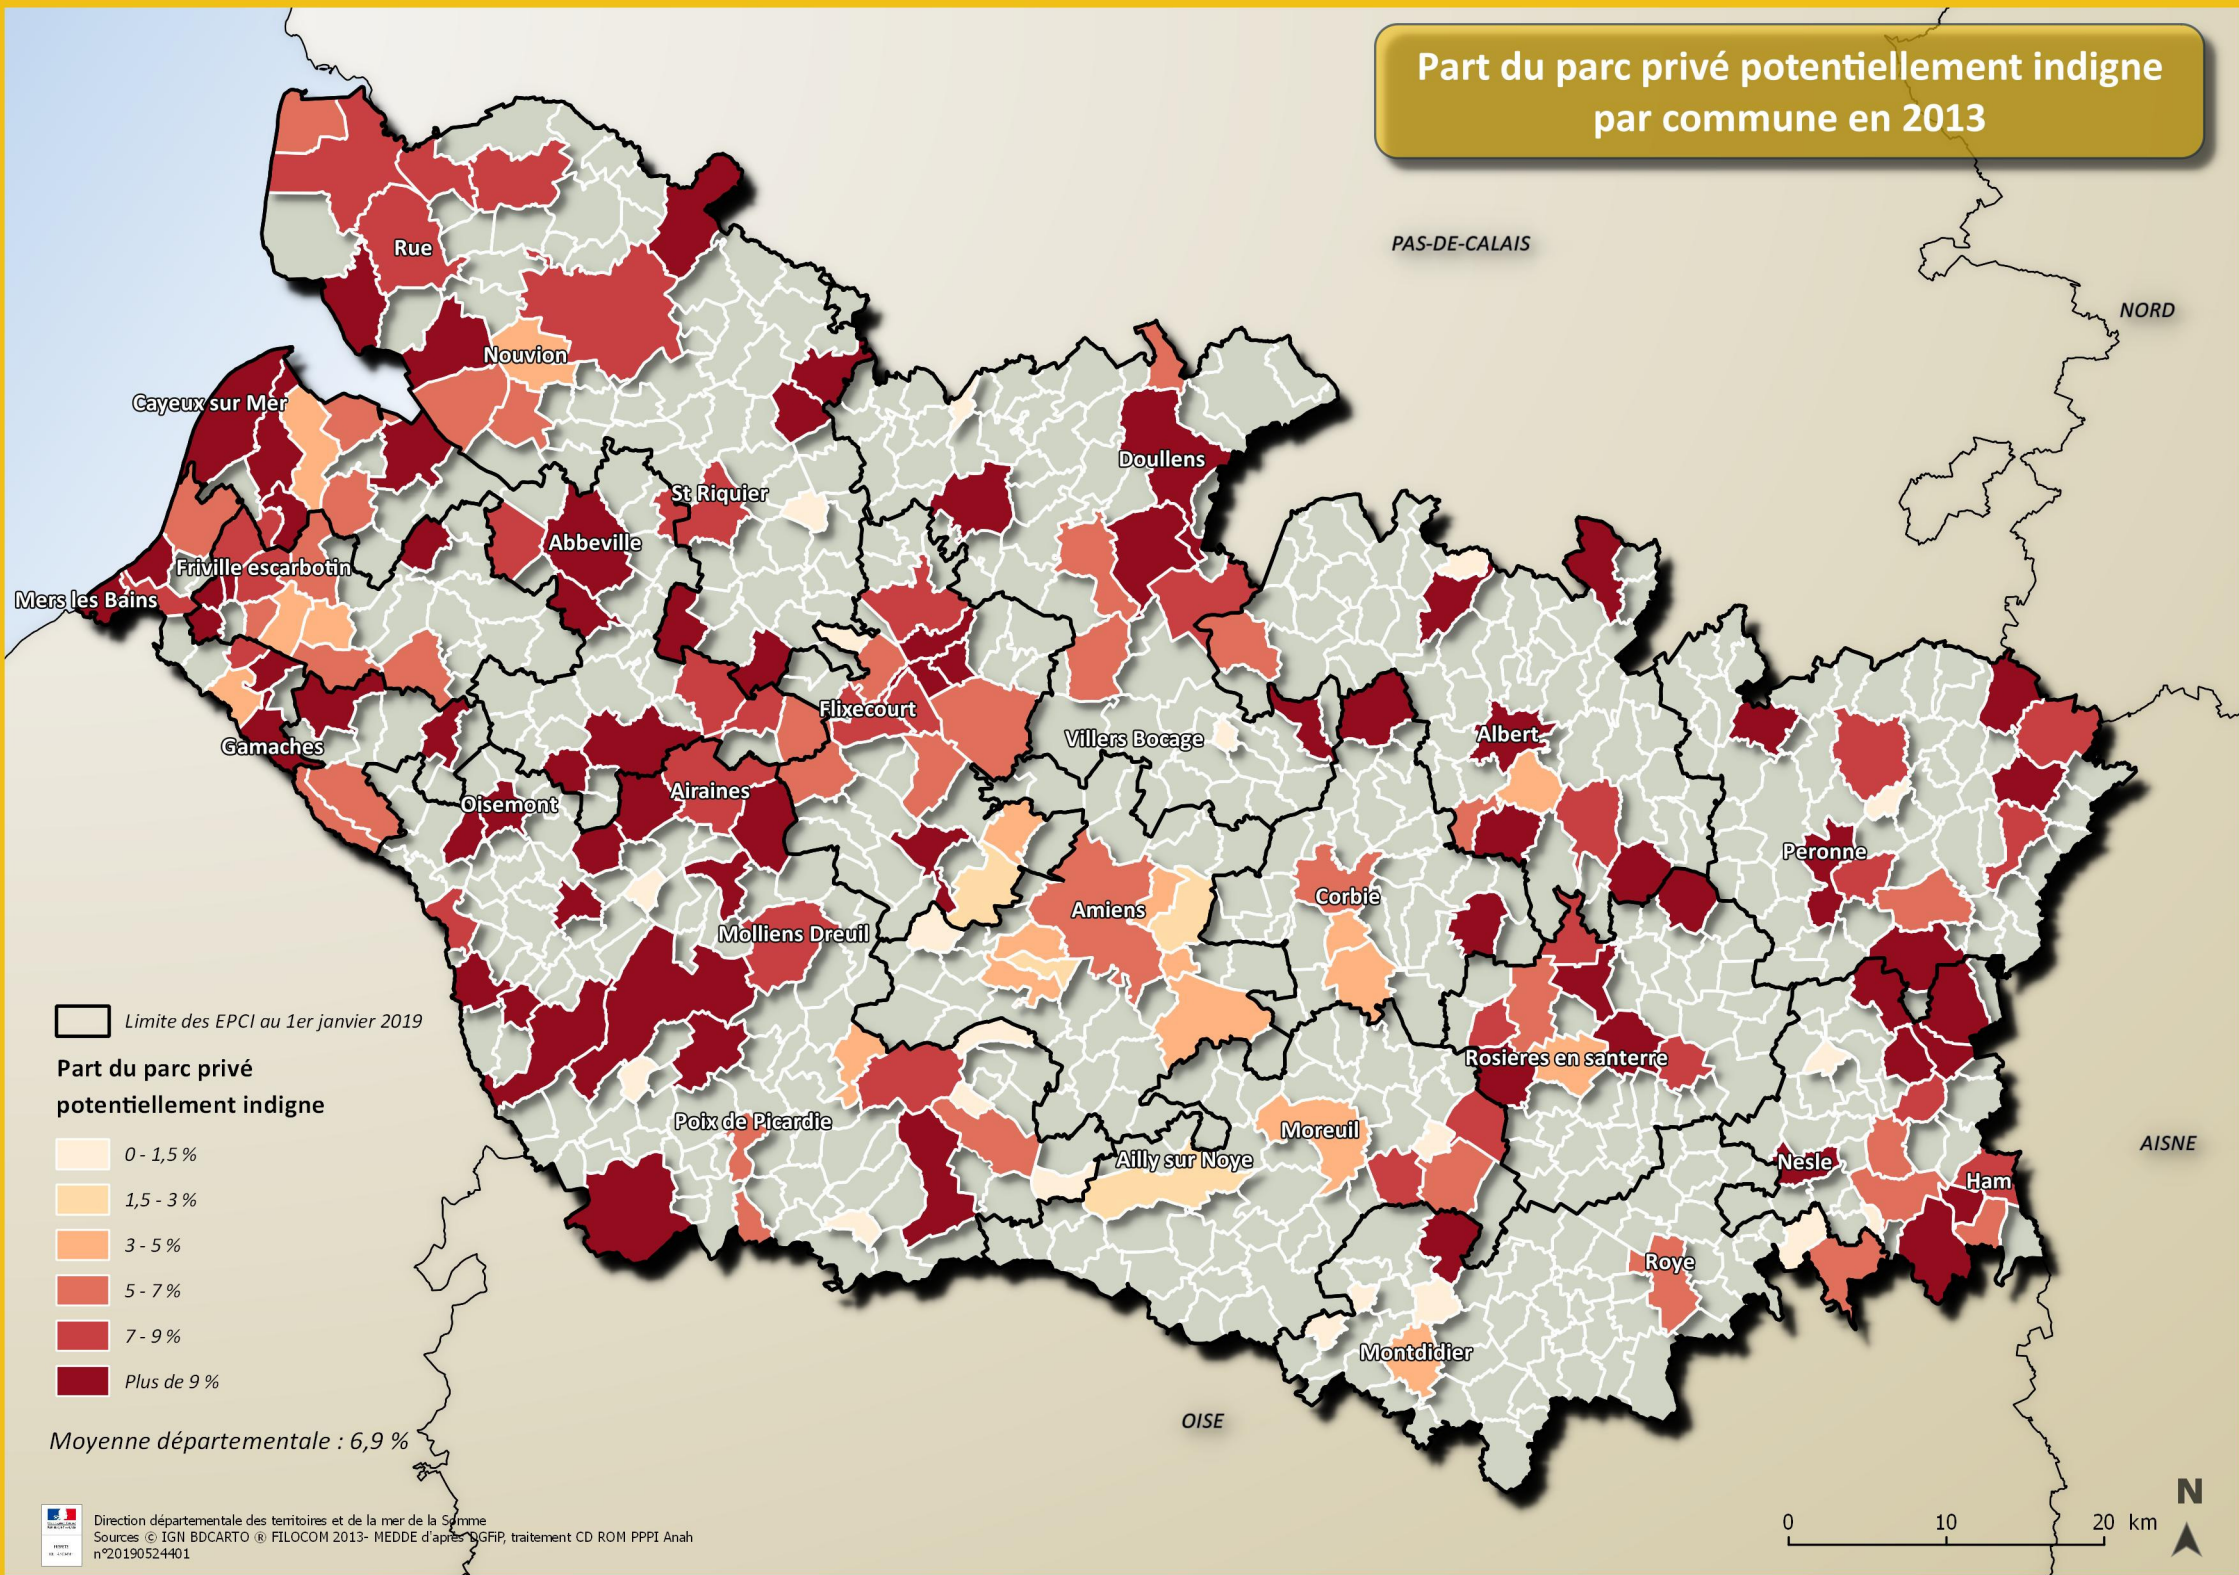 Part du parc privé potentiellement indigne
par commune en 2013
PAS-DE-CALAIS
NORD
Rue
Nouvion
Cayeux sur Mer
Doullens
St Riquier
Abbeville
Friville escarbotin
Mers les Bains
Flixecourt
Villers Bocage
Albert
Gamaches
Airaines
Oisemont
Peronne
Corbie
Amiens
Molliens Dreuil
Limite des EPCI au 1er janvier 2019
Rosières en santerre
Part du parc privé
potentiellement indigne
Poix de Picardie
Moreuil
AISNE
0 - 1,5 %
Ailly sur Noye
Nesle
Ham
1,5 - 3 %
3 - 5 %
Roye
5 - 7 %
7 - 9 %
Montdidier
Plus de 9 %
OISE
Moyenne départementale : 6,9 %
N
Direction départementale des territoires et de la mer de la Somme
Sources © IGN BDCARTO ® FILOCOM 2013- MEDDE d'après DGFiP, traitement CD ROM PPPI Anah
n°20190524401
0 10 20 km